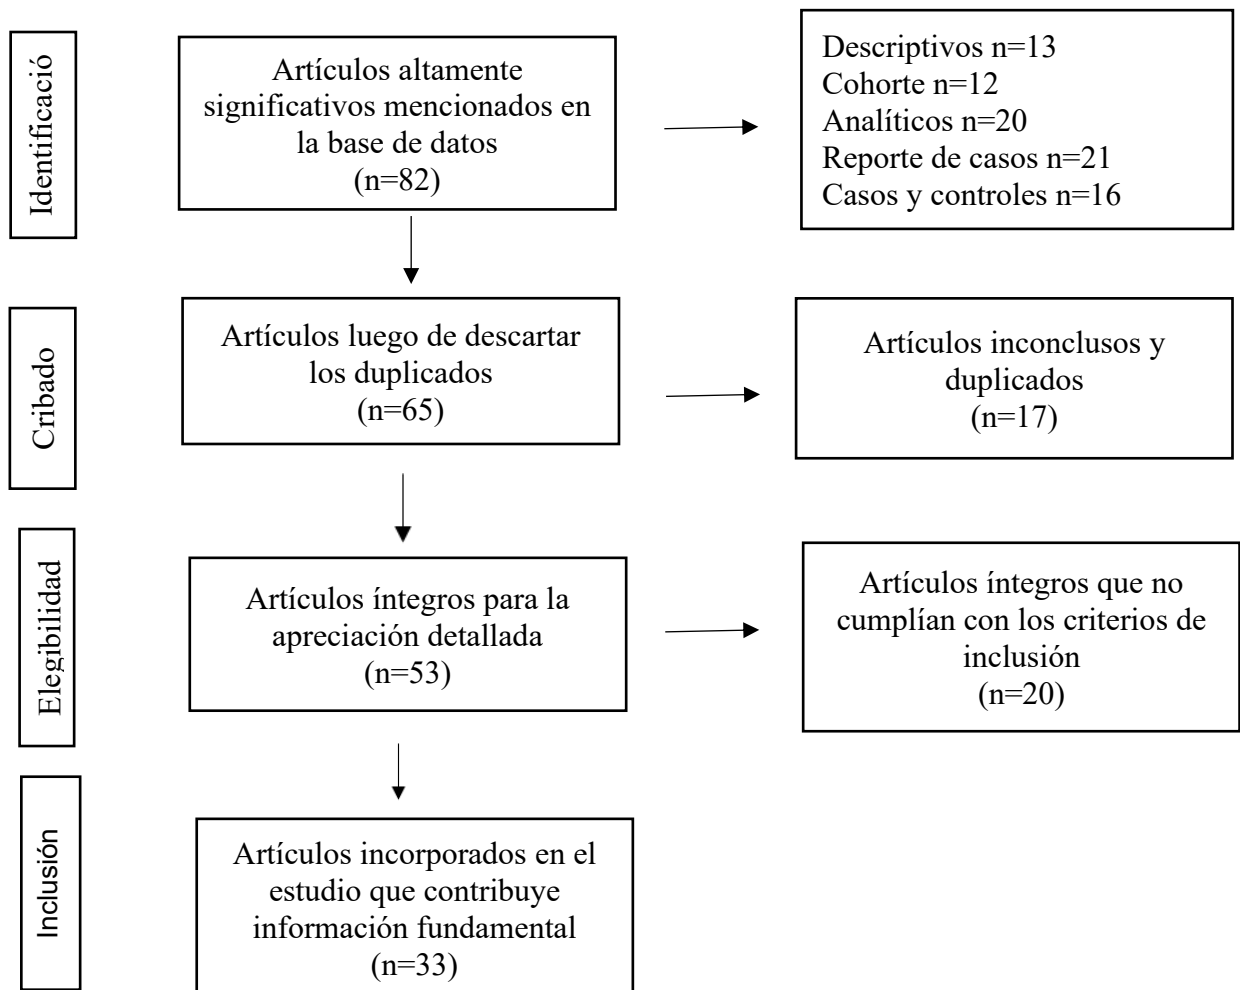 Identificació
Artículos altamente
significativos mencionados en
la base de datos
(n=82)
Descriptivos n=13
Cohorte n=12
Analíticos n=20
Reporte de casos n=21
Casos y controles n=16
Cribado
Artículos luego de descartar
los duplicados
(n=65)
Artículos inconclusos y
duplicados
(n=17)
Elegibilidad
Artículos íntegros para la
apreciación detallada
(n=53)
Artículos íntegros que no
cumplían con los criterios de
inclusión
(n=20)
Inclusión
Artículos incorporados en el
estudio que contribuye
información fundamental
(n=33)